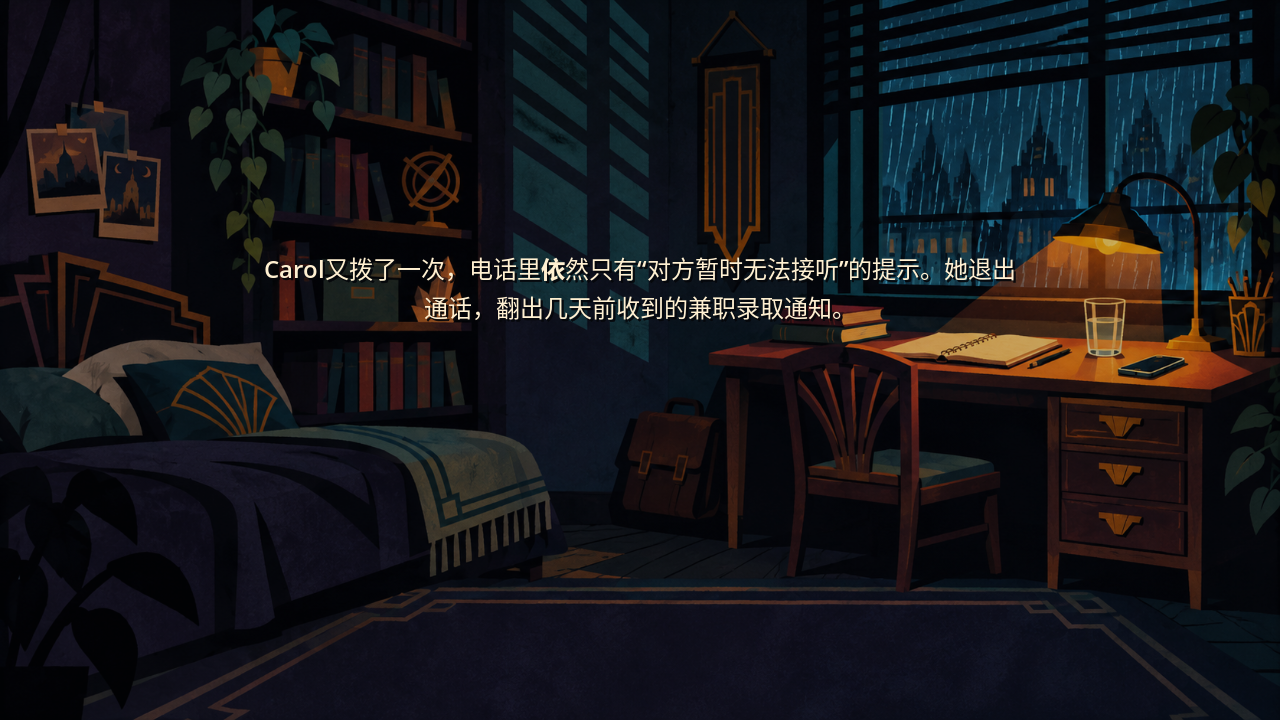 Carol又拨了一次，电话里依然只有“对方暂时无法接听”的提示。她退出
通话，翻出几天前收到的兼职录取通知。